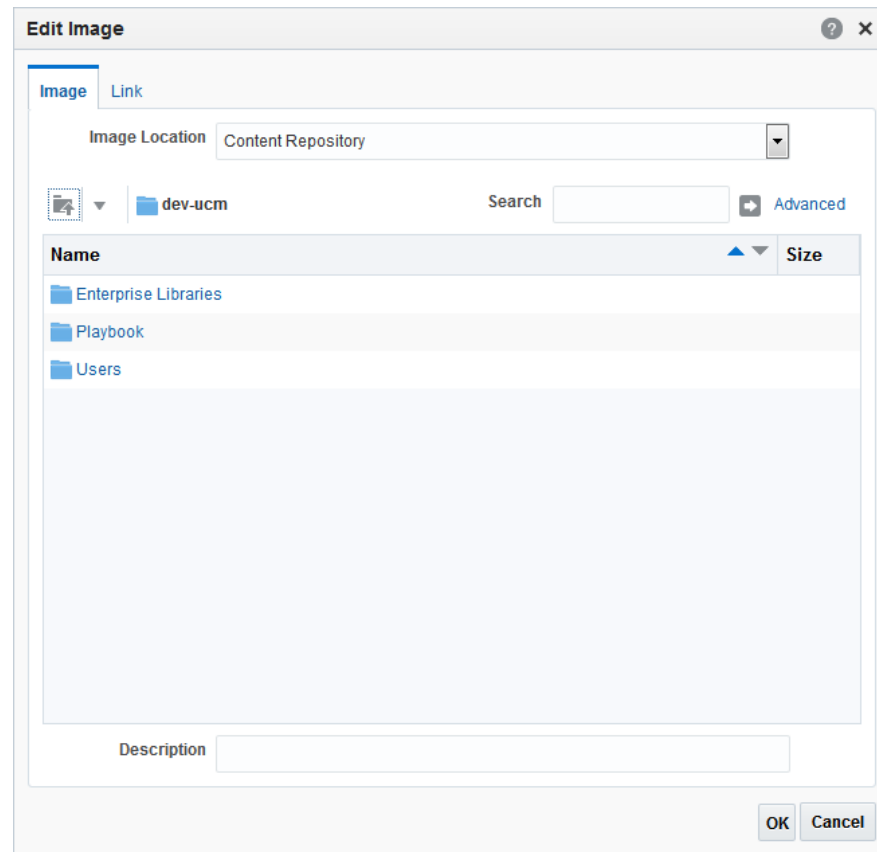 Edit Image
Image Link
Image Location Content Repository
dev-ucm Search Advanced
Name Size
Enterprise Libraries
Playbook
Users
Description
OK Cancel